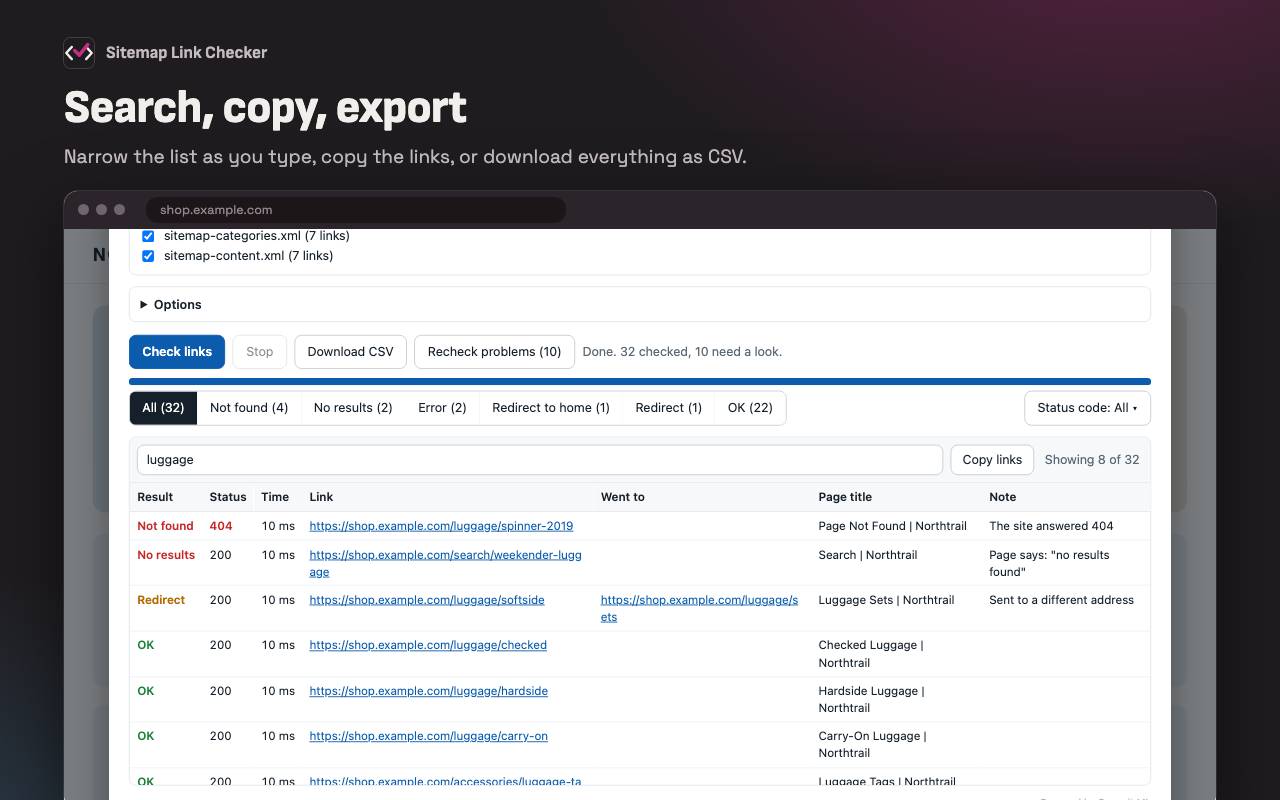 Sitemap Link Checker
Search, copy, export
Narrow the list as you type, copy the links, or download everything as CSV.
shop.example.com
sitemap-categories.xml (7 links)
sitemap-content.xml (7 links)
▶ Options
Check links Stop Download CSV Recheck problems (10) Done. 32 checked, 10 need a look.
All (32) Not found (4) No results (2) Error (2) Redirect to home (1) Redirect (1) OK (22) Status code: All ▾
luggage Copy links Showing 8 of 32
Result Status Time Link Went to Page title Note
Not found 404 10 ms https://shop.example.com/luggage/spinner-2019 Page Not Found | Northtrail The site answered 404
No results 200 10 ms https://shop.example.com/search/weekender-lugg Search | Northtrail Page says: "no results
age found"
Redirect 200 10 ms https://shop.example.com/luggage/softside https://shop.example.com/luggage/s Luggage Sets | Northtrail Sent to a different address
ets
OK 200 10 ms https://shop.example.com/luggage/checked Checked Luggage |
Northtrail
OK 200 10 ms https://shop.example.com/luggage/hardside Hardside Luggage |
Northtrail
OK 200 10 ms https://shop.example.com/luggage/carry-on Carry-On Luggage |
Northtrail
OK 200 10 ms https://shop.example.com/accessories/luggage-ta Luggage Tags | Northtrail